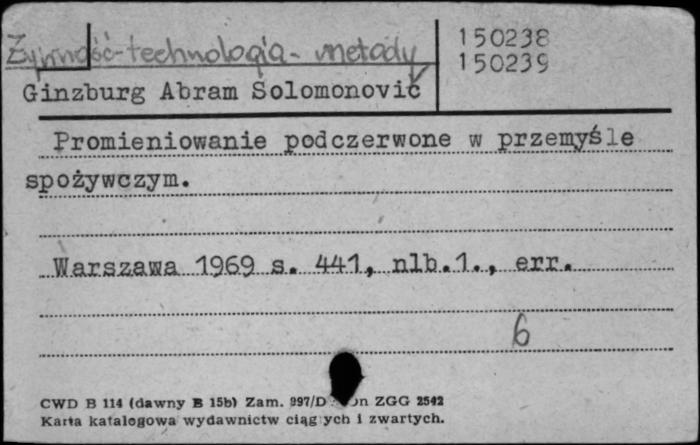 Żywność-technologia-metody
150238
150239
Ginzburg Abram Solomonovič
Promieniowanie podczerwone w przemyśle
spożywczym.
Warszawa 1969 s. 441, nlb.1., err.
6
CWD B 114 (dawny B 15b) Zam. 997/D ZGG 2542
Karta katalogowa wydawnictw ciągłych i zwartych.